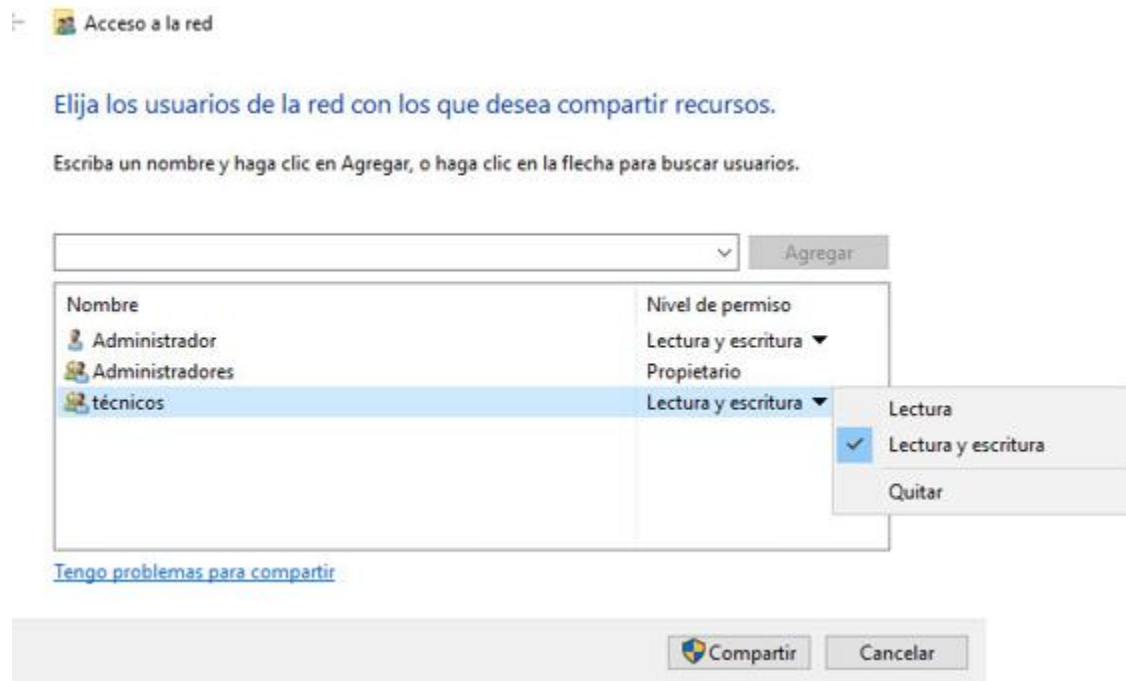 Acceso a la red
Elija los usuarios de la red con los que desea compartir recursos.
Escriba un nombre y haga clic en Agregar, o haga clic en la flecha para buscar usuarios.
Agregar
Nombre Nivel de permiso
Administrador Lectura y escritura
Administradores Propietario
técnicos Lectura y escritura
Lectura
Lectura y escritura
Quitar
Tengo problemas para compartir
Compartir Cancelar